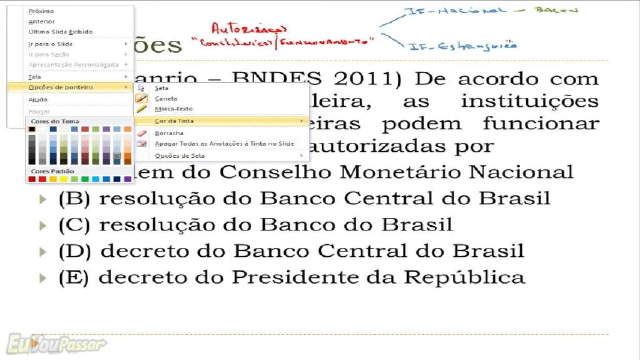 Próximo
Anterior
Último Slide Exibido
Ir para o Slide
Ir para Seção
Apresentação Personalizada
Tela
Opções de ponteiro
Ajuda
Pausar
Seta
Caneta
Marca-texto
Cor da Tinta
Borracha
Apagar Todas as Anotações à Tinta no Slide
Opções de Seta
Cores do Tema
Cores Padrão
Autorização
"Constituição/Funcionamento"
IF-Nacional - BACEN
IF-Estrangeira
ões
anrio – BNDES 2011) De acordo com
leira, as instituições
eiras podem funcionar
autorizadas por
em do Conselho Monetário Nacional
(B) resolução do Banco Central do Brasil
(C) resolução do Banco do Brasil
(D) decreto do Banco Central do Brasil
(E) decreto do Presidente da República
EuVouPassar